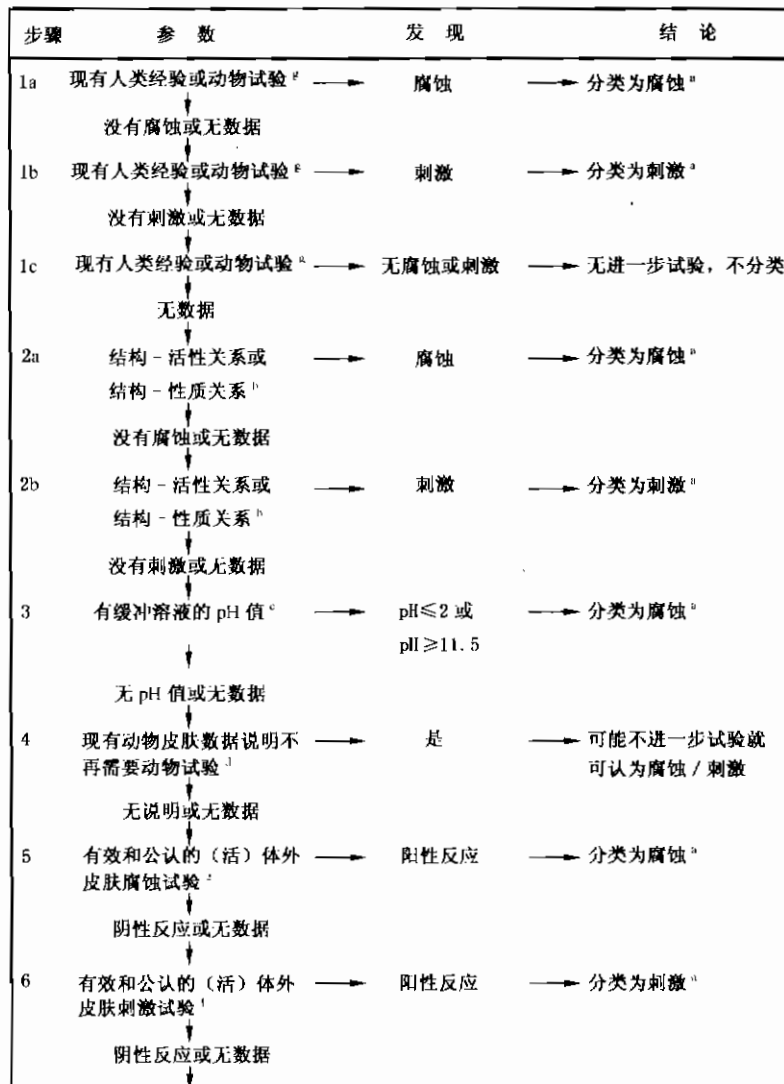 步骤 参 数 发 现 结 论
1a 现有人类经验或动物试验 g 腐蚀 分类为腐蚀 a
没有腐蚀或无数据
1b 现有人类经验或动物试验 g 刺激 分类为刺激 a
没有刺激或无数据
1c 现有人类经验或动物试验 g 无腐蚀或刺激 无进一步试验，不分类
无数据
2a 结构-活性关系或 腐蚀 分类为腐蚀 a
结构-性质关系 b
没有腐蚀或无数据
2b 结构-活性关系或 刺激 分类为刺激 a
结构-性质关系 b
没有刺激或无数据
3 有缓冲溶液的 pH 值 c pH≤2 或 分类为腐蚀 a
pH≥11.5
无 pH 值或无数据
4 现有动物皮肤数据说明不 是 可能不进一步试验就
再需要动物试验 d 可认为腐蚀 / 刺激
无说明或无数据
5 有效和公认的（活）体外 阳性反应 分类为腐蚀 a
皮肤腐蚀试验
阴性反应或无数据
6 有效和公认的（活）体外 阳性反应 分类为刺激 a
皮肤刺激试验 f
阴性反应或无数据